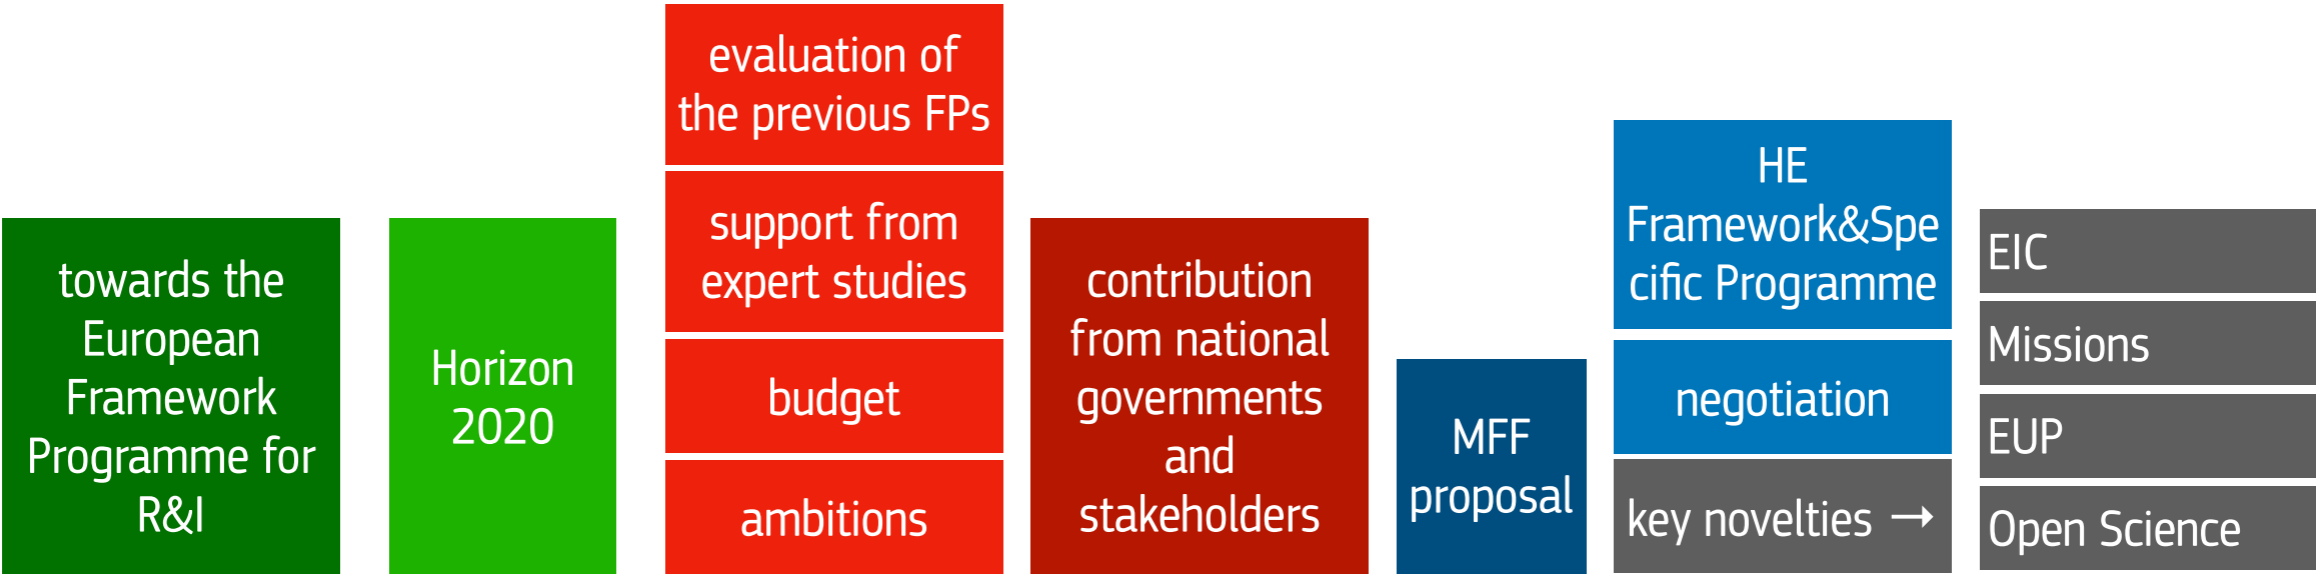 towards the
European
Framework
Programme for
R&I
Horizon
2020
evaluation of
the previous FPs
support from
expert studies
budget
ambitions
contribution
from national
governments
and
stakeholders
MFF
proposal
HE
Framework&Spe
cific Programme
negotiation
key novelties →
EIC
Missions
EUP
Open Science